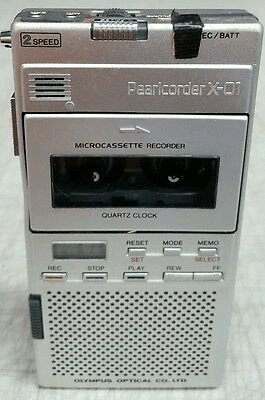 2 SPEED
EC/BATT
Pearlcorder X-01
MICROCASSETTE RECORDER
QUARTZ CLOCK
RESET MODE MEMO
SET SELECT
REC STOP PLAY REW FF
OLYMPUS OPTICAL CO., LTD.